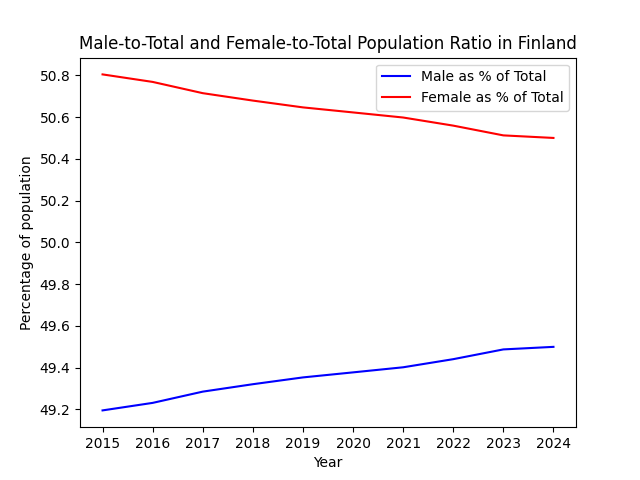 Male-to-Total and Female-to-Total Population Ratio in Finland
Male as % of Total
Female as % of Total
50.8
50.6
50.4
50.2
50.0
49.8
49.6
49.4
49.2
Percentage of population
2015 2016 2017 2018 2019 2020 2021 2022 2023 2024
Year